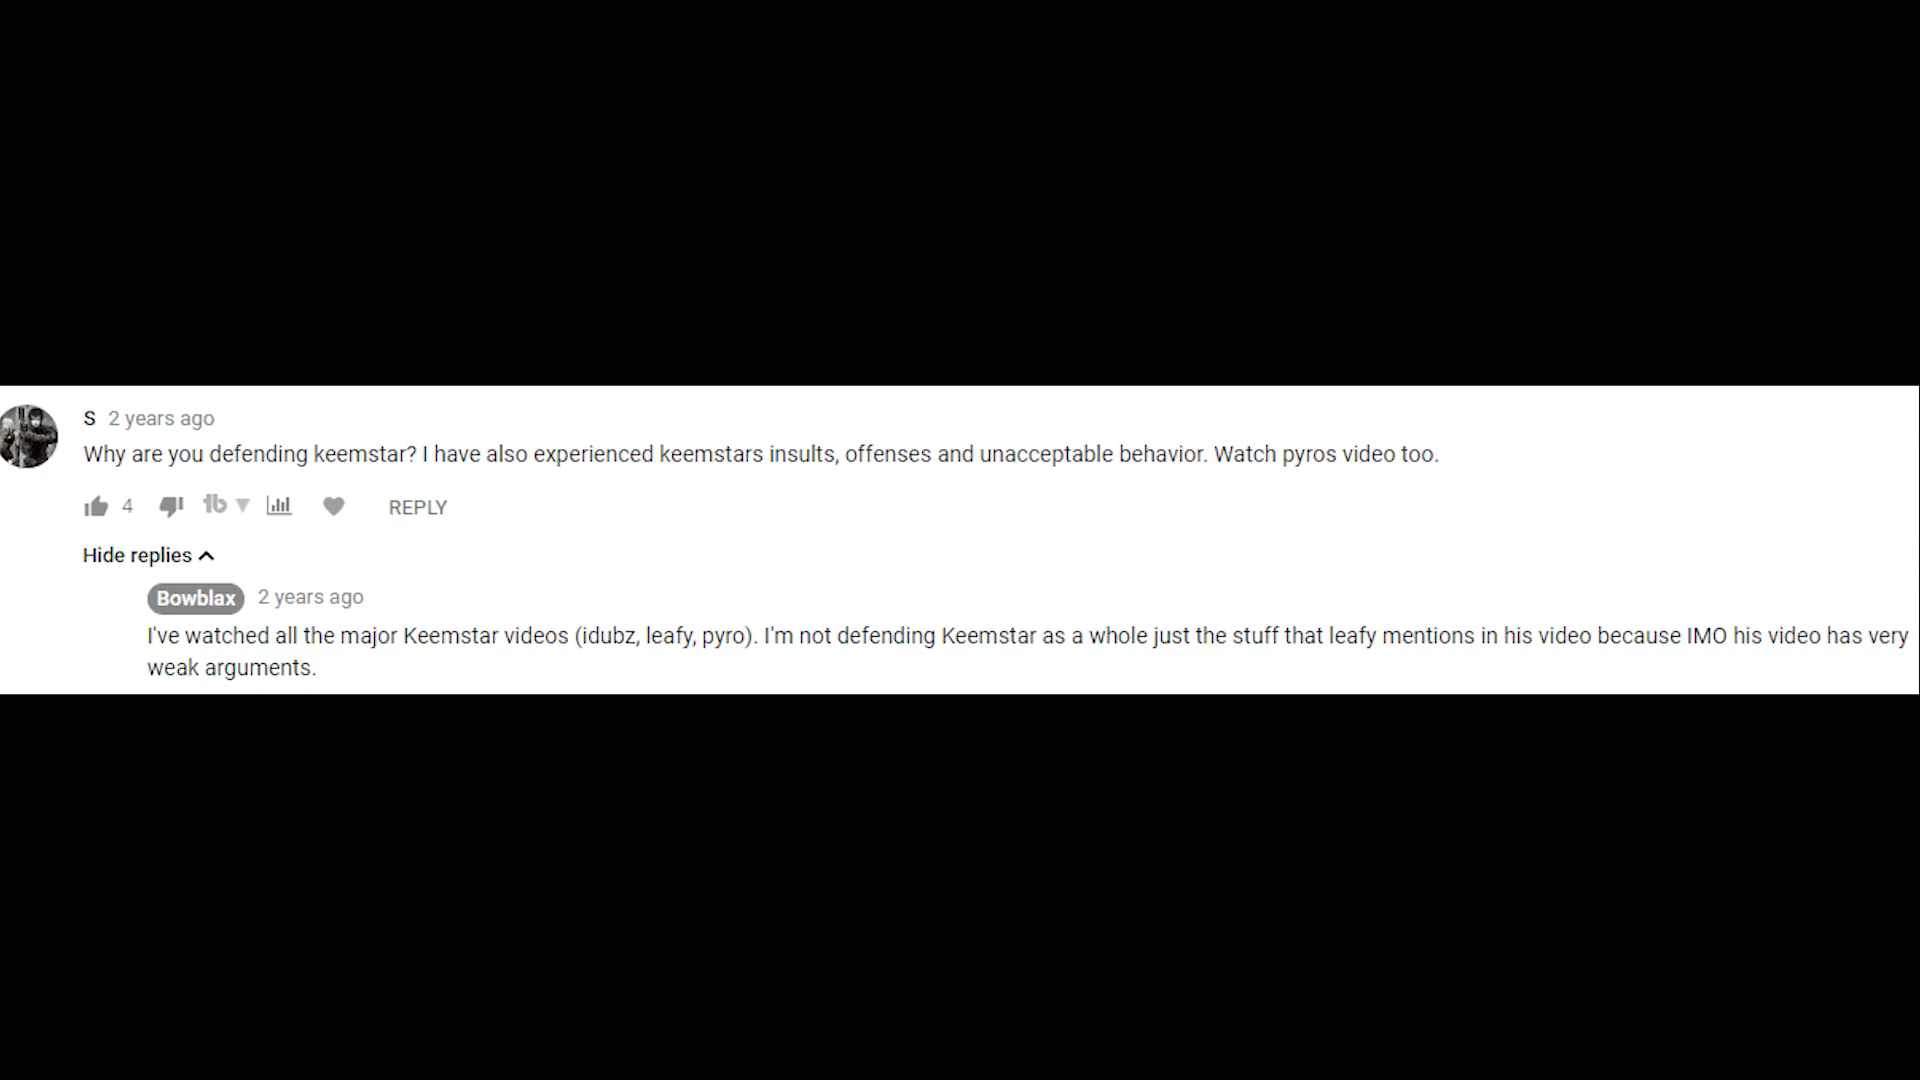 S 2 years ago
Why are you defending keemstar? I have also experienced keemstars insults, offenses and unacceptable behavior. Watch pyros video too.
4 tb REPLY
Hide replies
Bowblax 2 years ago
I've watched all the major Keemstar videos (idubz, leafy, pyro). I'm not defending Keemstar as a whole just the stuff that leafy mentions in his video because IMO his video has very
weak arguments.